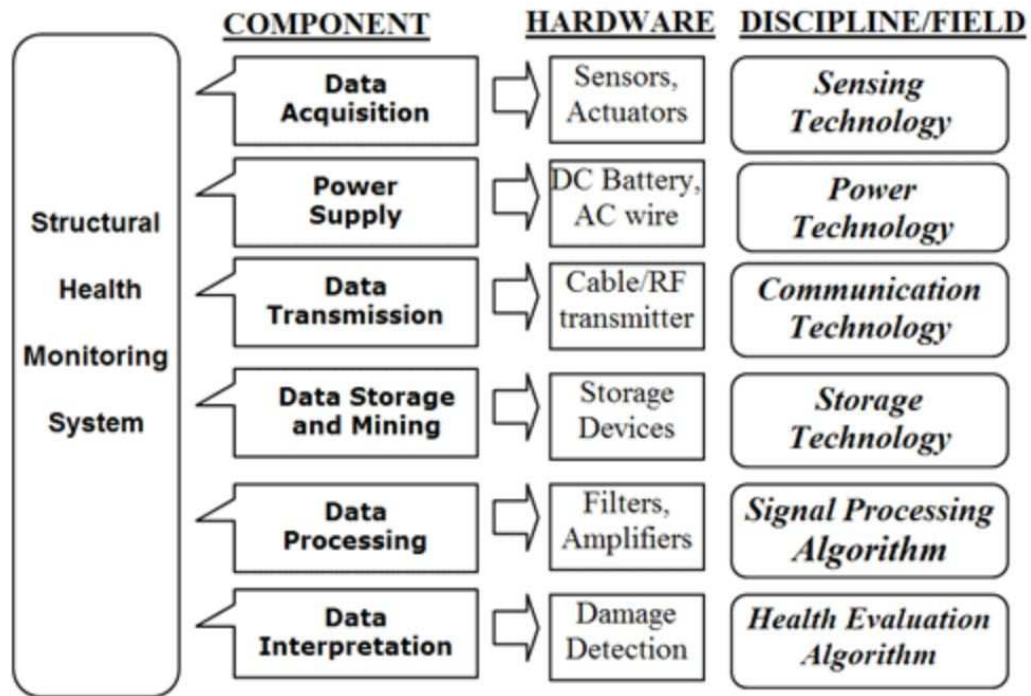 COMPONENT HARDWARE DISCIPLINE/FIELD
Structural
Health
Monitoring
System
Data
Acquisition
Sensors,
Actuators
Sensing
Technology
Power
Supply
DC Battery,
AC wire
Power
Technology
Data
Transmission
Cable/RF
transmitter
Communication
Technology
Data Storage
and Mining
Storage
Devices
Storage
Technology
Data
Processing
Filters,
Amplifiers
Signal Processing
Algorithm
Data
Interpretation
Damage
Detection
Health Evaluation
Algorithm